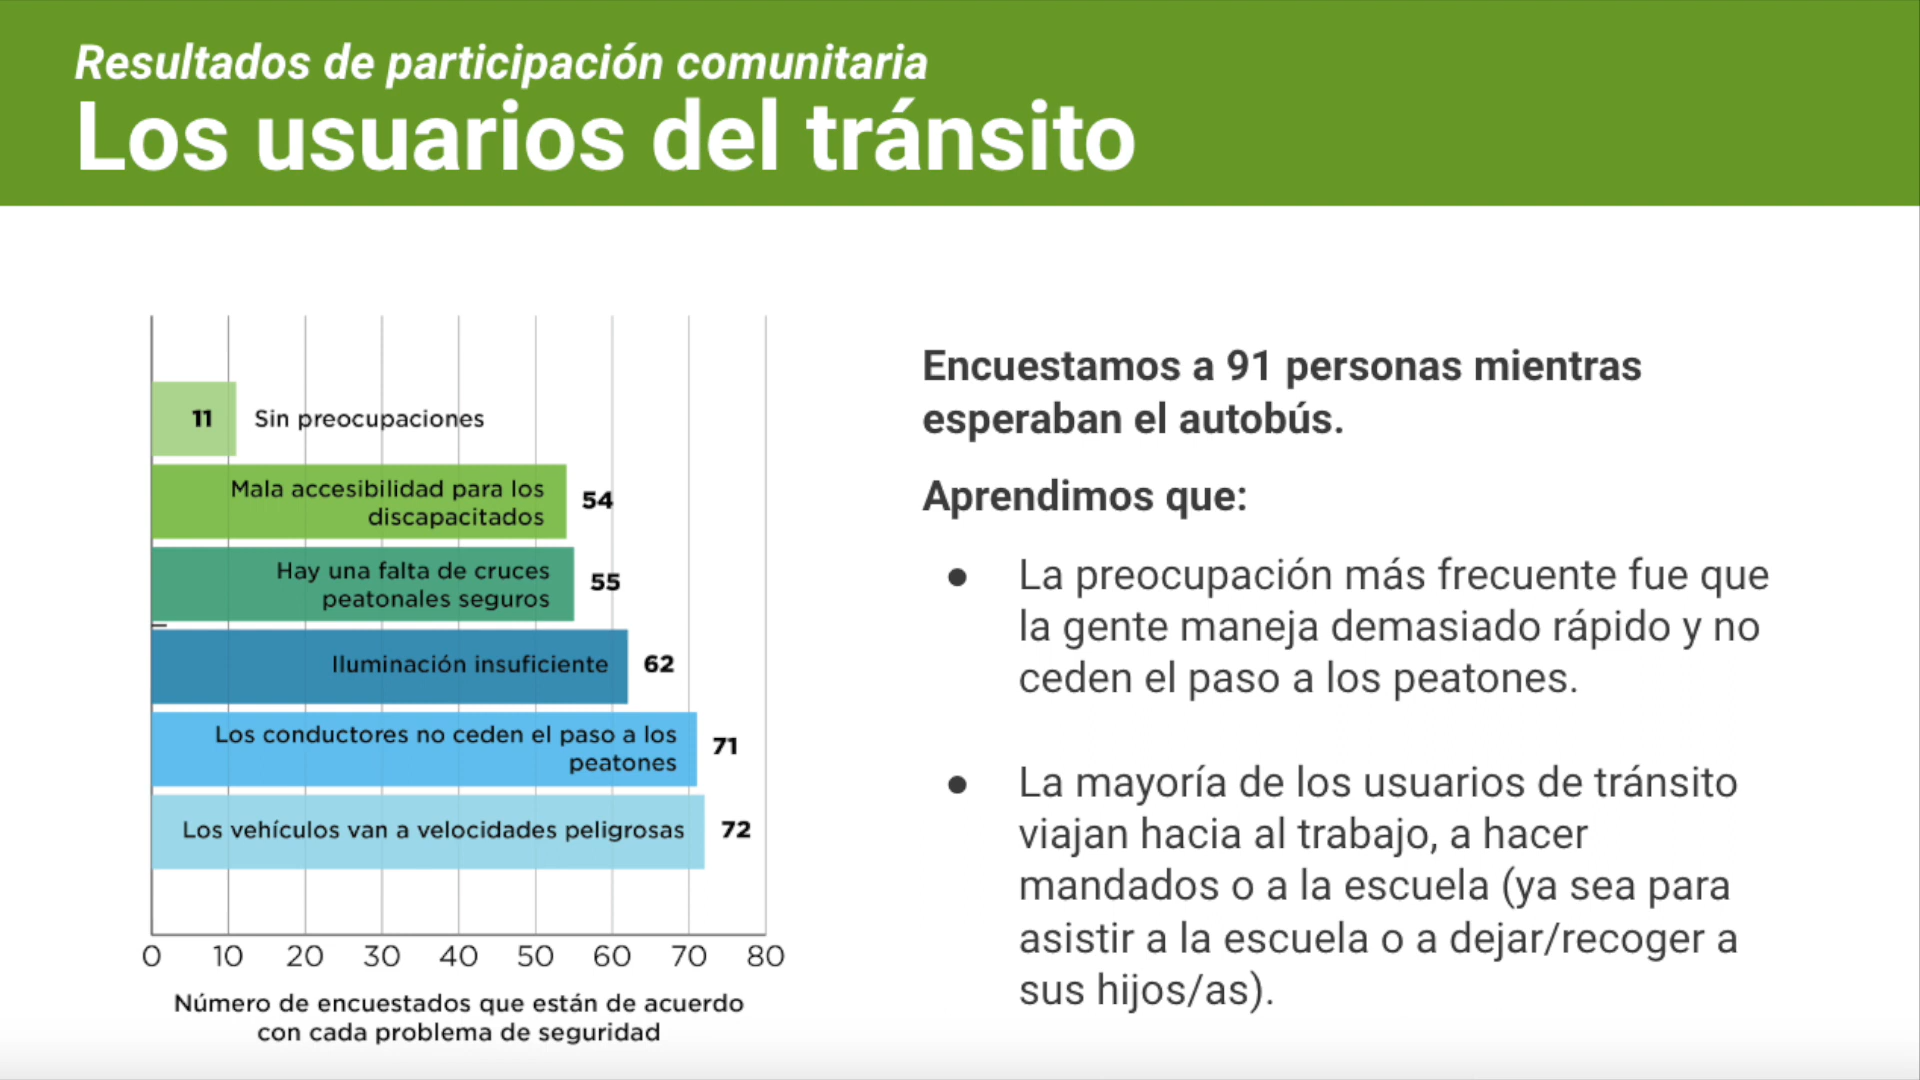 Resultados de participación comunitaria
Los usuarios del tránsito
11
Sin preocupaciones
Mala accesibilidad para los
discapacitados
54
Hay una falta de cruces
peatonales seguros
55
Iluminación insuficiente
62
Los conductores no ceden el paso a los
peatones
71
Los vehículos van a velocidades peligrosas
72
0 10 20 30 40 50 60 70 80
Número de encuestados que están de acuerdo
con cada problema de seguridad
Encuestamos a 91 personas mientras
esperaban el autobús.
Aprendimos que:
● La preocupación más frecuente fue que
la gente maneja demasiado rápido y no
ceden el paso a los peatones.
● La mayoría de los usuarios de tránsito
viajan hacia al trabajo, a hacer
mandados o a la escuela (ya sea para
asistir a la escuela o a dejar/recoger a
sus hijos/as).